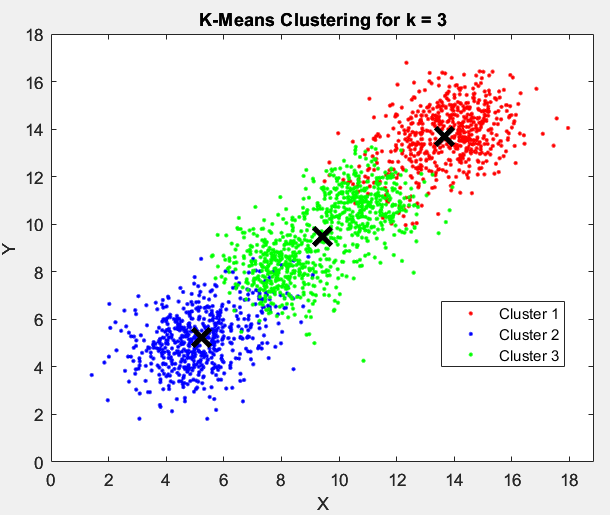 K-Means Clustering for k = 3
18
16
14
12
10
8
6
4
2
0
Y
Cluster 1
Cluster 2
Cluster 3
0 2 4 6 8 10 12 14 16 18
X